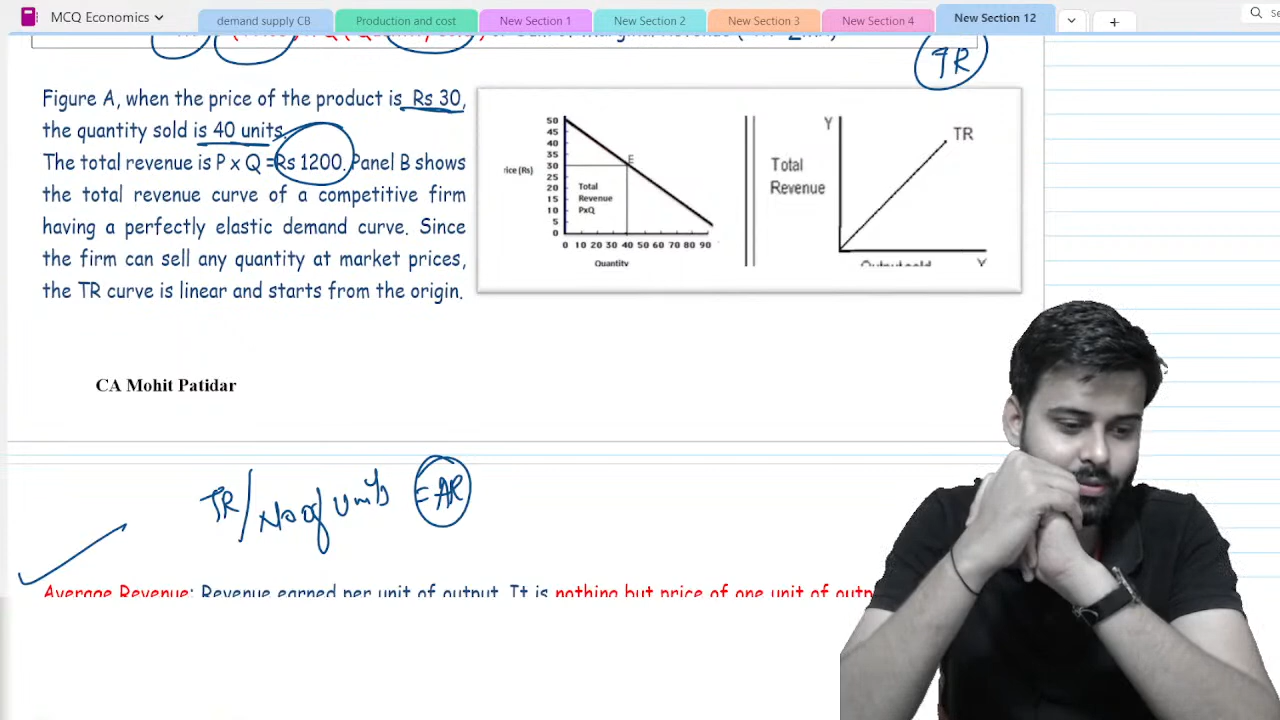 MCQ Economics
demand supply CB
Production and cost
New Section 1
New Section 2
New Section 3
New Section 4
New Section 12
TR
Figure A, when the price of the product is Rs 30,
the quantity sold is 40 units.
The total revenue is P x Q =Rs 1200. Panel B shows
the total revenue curve of a competitive firm
having a perfectly elastic demand curve. Since
the firm can sell any quantity at market prices,
the TR curve is linear and starts from the origin.
50
45
40
35
30
25
20
15
10
5
0
rice (Rs)
E
Total
Revenue
PxQ
0 10 20 30 40 50 60 70 80 90
Quantity
Y
TR
Total
Revenue
Output sold
CA Mohit Patidar
TR/No of Units = AR
Average Revenue: Revenue earned per unit of output. It is nothing but price of one unit of outp